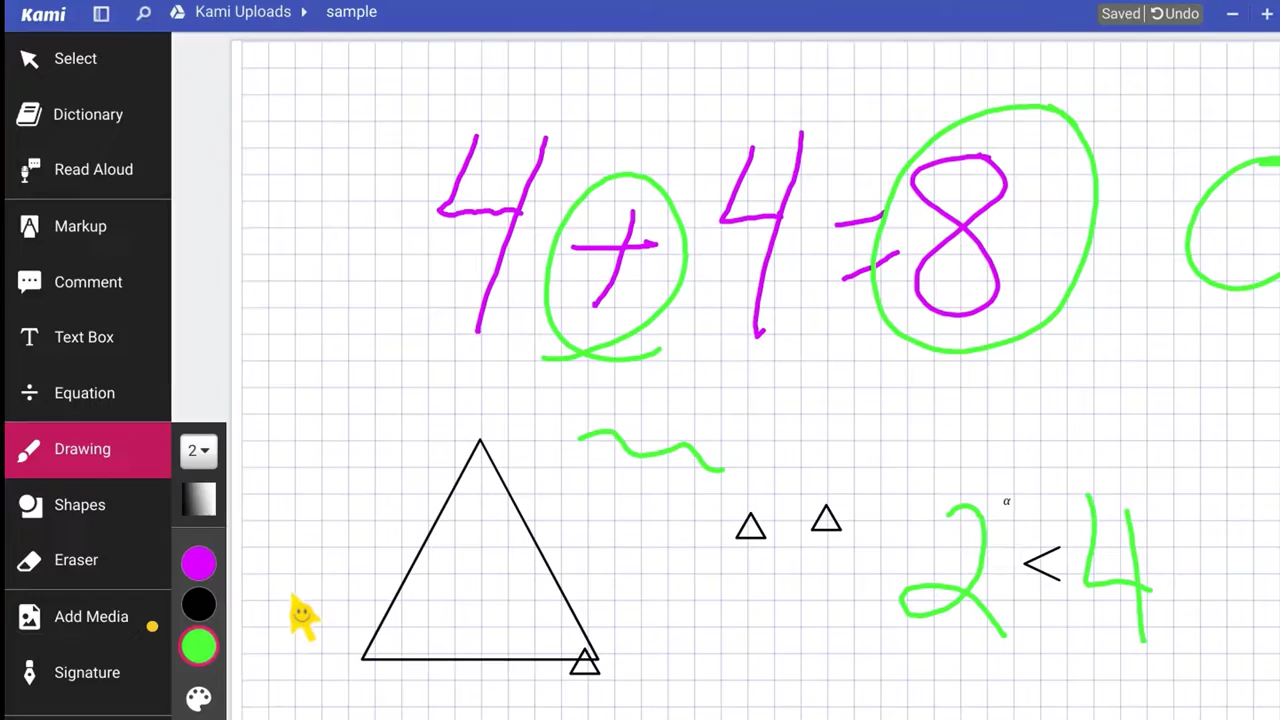 Kami
Kami Uploads
sample
Saved
Undo
Select
Dictionary
Read Aloud
Markup
Comment
Text Box
Equation
Drawing
Shapes
Eraser
Add Media
Signature
2
4 + 4 = 8
α
2 < 4